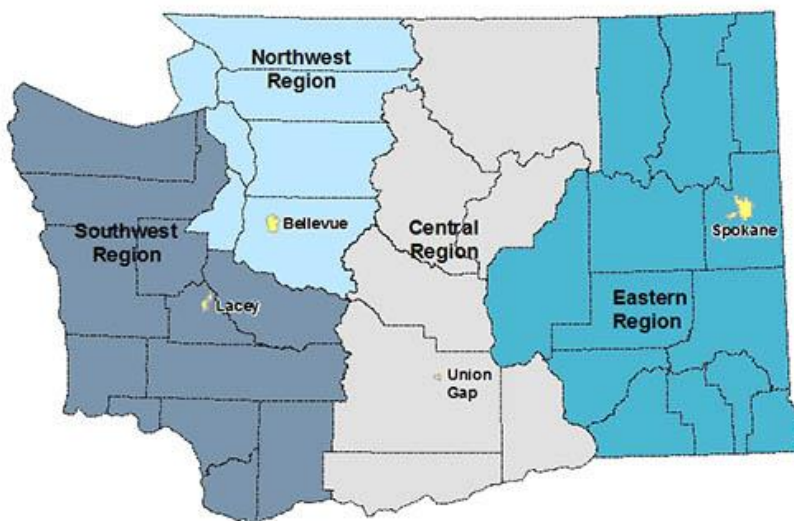 Northwest
Region
Bellevue
Southwest
Region
Central
Region
Spokane
Lacey
Eastern
Region
Union
Gap